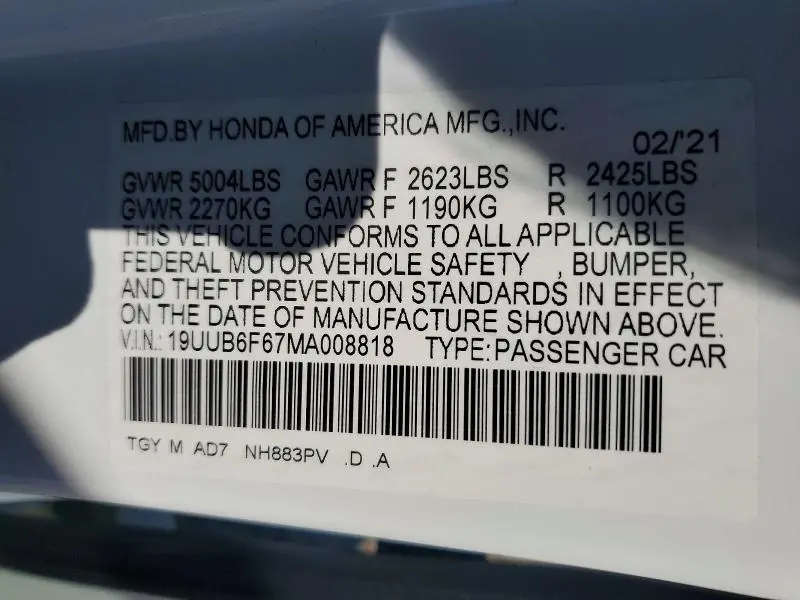 MFD.BY HONDA OF AMERICA MFG.,INC. 02/'21
GVWR 5004LBS GAWR F 2623LBS R 2425LBS
GVWR 2270KG GAWR F 1190KG R 1100KG
THIS VEHICLE CONFORMS TO ALL APPLICABLE
FEDERAL MOTOR VEHICLE SAFETY , BUMPER,
AND THEFT PREVENTION STANDARDS IN EFFECT
ON THE DATE OF MANUFACTURE SHOWN ABOVE.
V.I.N.: 19UUB6F67MA008818 TYPE:PASSENGER CAR
TGY M AD7 NH883PV .D .A